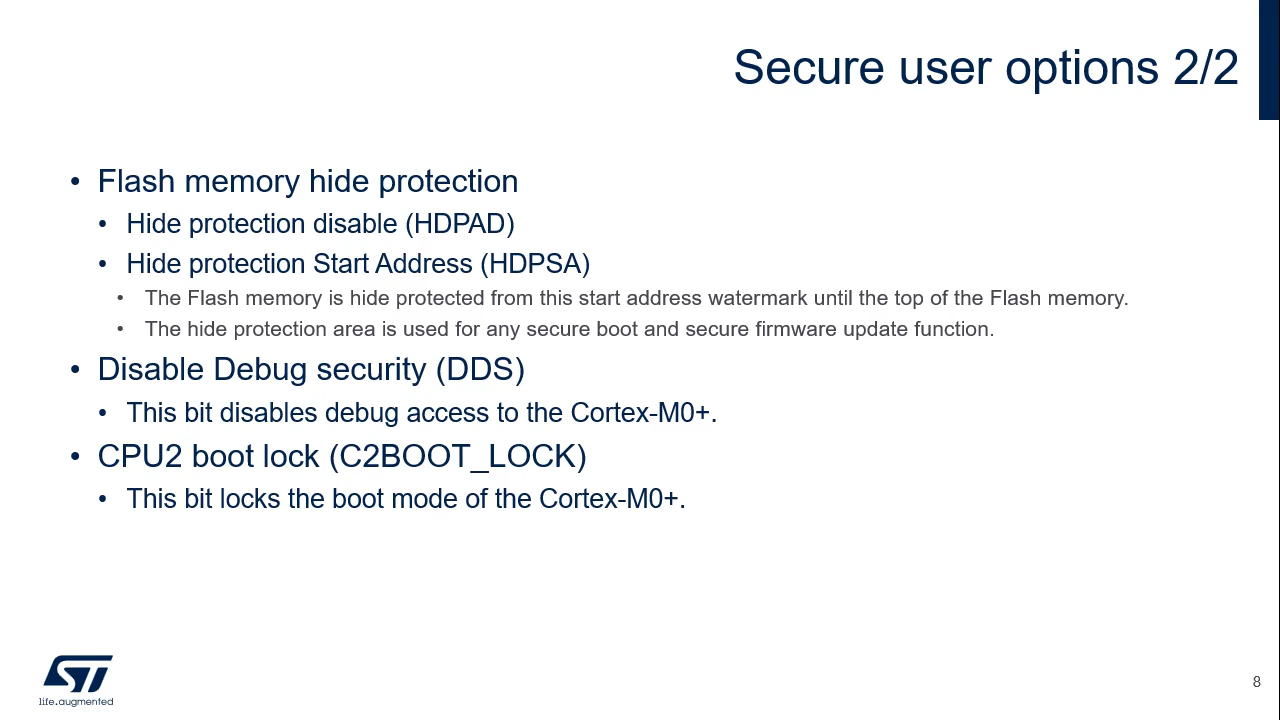 Secure user options 2/2
• Flash memory hide protection
• Hide protection disable (HDPAD)
• Hide protection Start Address (HDPSA)
• The Flash memory is hide protected from this start address watermark until the top of the Flash memory.
• The hide protection area is used for any secure boot and secure firmware update function.
• Disable Debug security (DDS)
• This bit disables debug access to the Cortex-M0+.
• CPU2 boot lock (C2BOOT_LOCK)
• This bit locks the boot mode of the Cortex-M0+.
ST
life.augmented
8